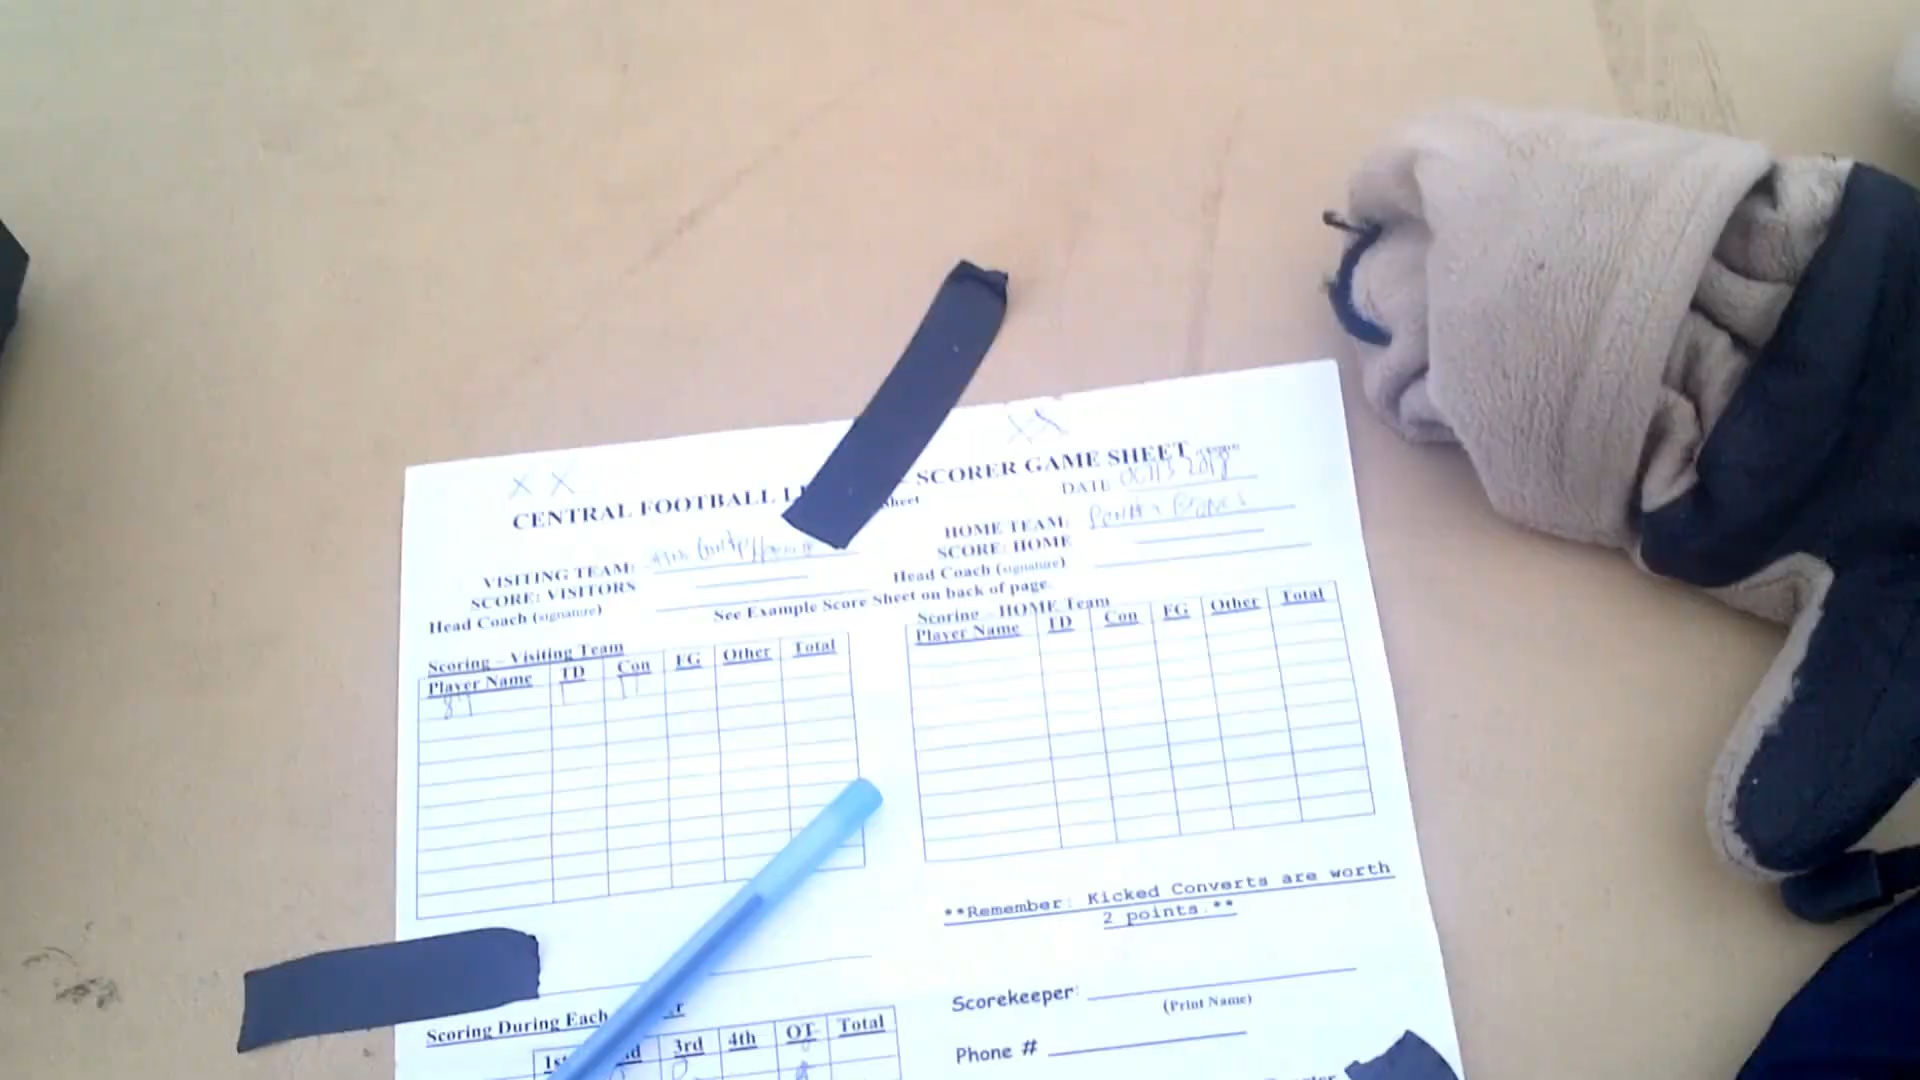 X X
XX
CENTRAL FOOTBALL SCORER GAME SHEET
Sheet
DATE
VISITING TEAM:
HOME TEAM:
SCORE: VISITORS
SCORE: HOME
Head Coach (signature)
Head Coach (signature)
See Example Score Sheet on back of page.
Scoring – Visiting Team
Player Name TD Con FG Other Total
Scoring – HOME Team
Player Name TD Con FG Other Total
**Remember: Kicked Converts are worth
2 points.**
Scorekeeper:
(Print Name)
Phone #
Scoring During Each
3rd 4th OT Total